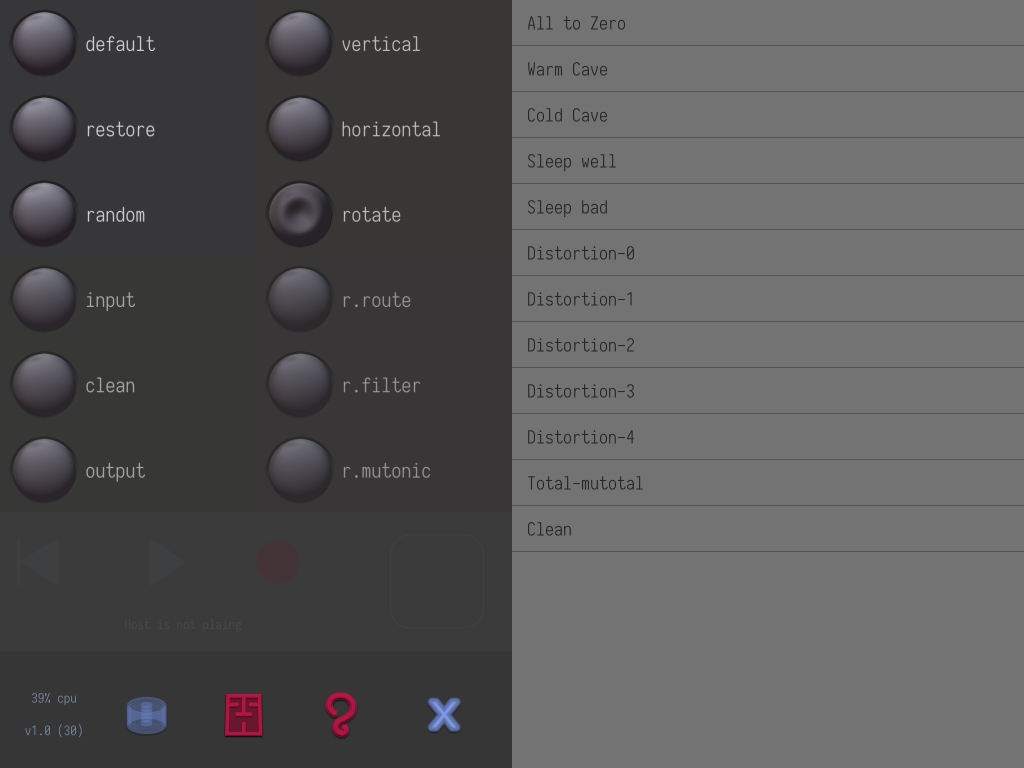 default
vertical
restore
horizontal
random
rotate
input
r.route
clean
r.filter
output
r.mutonic
Host is not plaing
39% cpu
v1.0 (30)
All to Zero
Warm Cave
Cold Cave
Sleep well
Sleep bad
Distortion-0
Distortion-1
Distortion-2
Distortion-3
Distortion-4
Total-mutotal
Clean